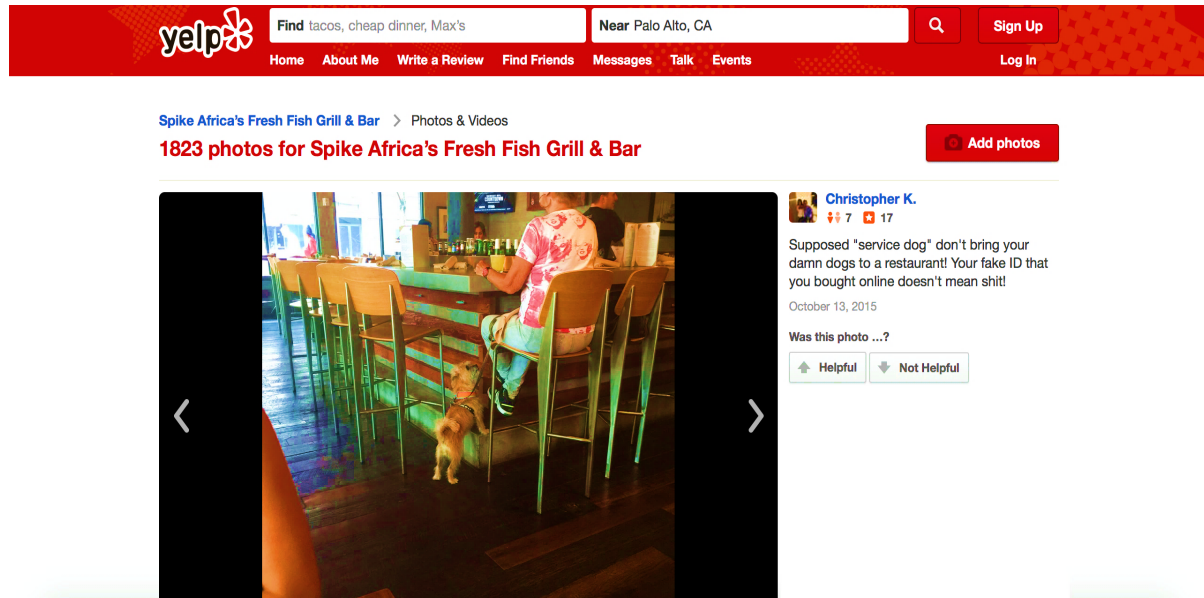 yelp
Find tacos, cheap dinner, Max's
Near Palo Alto, CA
Sign Up
Home About Me Write a Review Find Friends Messages Talk Events
Log In
Spike Africa's Fresh Fish Grill & Bar > Photos & Videos
1823 photos for Spike Africa's Fresh Fish Grill & Bar
Add photos
Christopher K.
7 17
Supposed "service dog" don't bring your
damn dogs to a restaurant! Your fake ID that
you bought online doesn't mean shit!
October 13, 2015
Was this photo ...?
Helpful Not Helpful